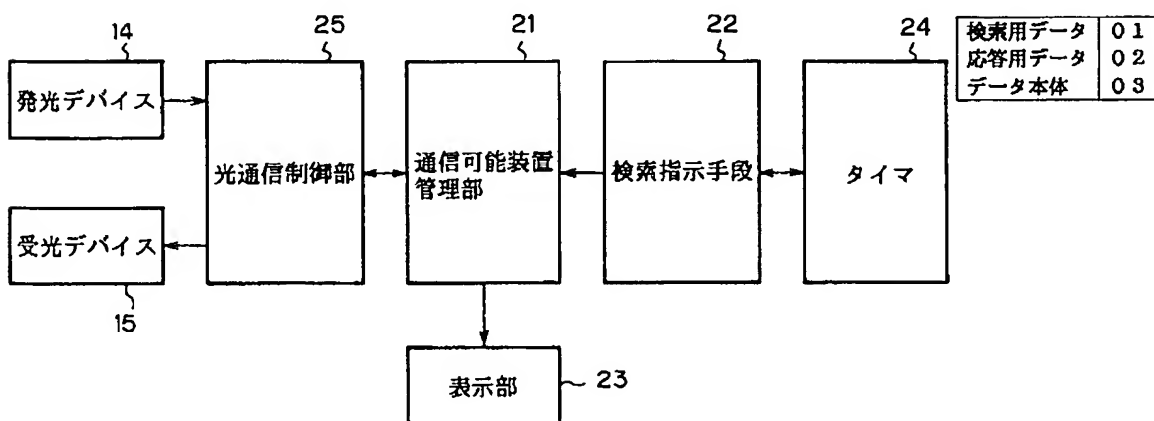 14
25
21
22
24
検索用データ 01
応答用データ 02
データ本体 03
発光デバイス
光通信制御部
通信可能装置
管理部
検索指示手段
タイマ
受光デバイス
15
表示部
23